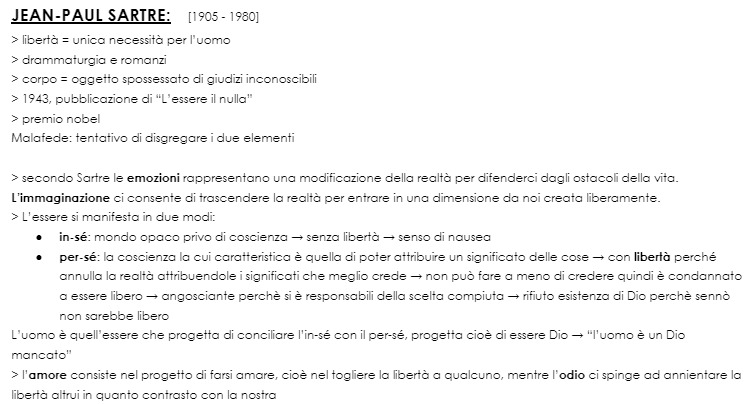 JEAN-PAUL SARTRE: [1905 - 1980]
> libertà = unica necessità per l'uomo
> drammaturgia e romanzi
> corpo = oggetto spossessato di giudizi inconoscibili
> 1943, pubblicazione di "L'essere il nulla"
> premio nobel
Malafede: tentativo di disgregare i due elementi
> secondo Sartre le emozioni rappresentano una modificazione della realtà per difenderci dagli ostacoli della vita.
L'immaginazione ci consente di trascendere la realtà per entrare in una dimensione da noi creata liberamente.
> L'essere si manifesta in due modi:
● in-sé: mondo opaco privo di coscienza → senza libertà → senso di nausea
● per-sé: la coscienza la cui caratteristica è quella di poter attribuire un significato delle cose → con libertà perché
annulla la realtà attribuendole i significati che meglio crede → non può fare a meno di credere quindi è condannato
a essere libero → angosciante perchè si è responsabili della scelta compiuta → rifiuto esistenza di Dio perchè sennò
non sarebbe libero
L'uomo è quell'essere che progetta di conciliare l'in-sé con il per-sé, progetta cioè di essere Dio → "l'uomo è un Dio
mancato"
> l'amore consiste nel progetto di farsi amare, cioè nel togliere la libertà a qualcuno, mentre l'odio ci spinge ad annientare la
libertà altrui in quanto contrasto con la nostra